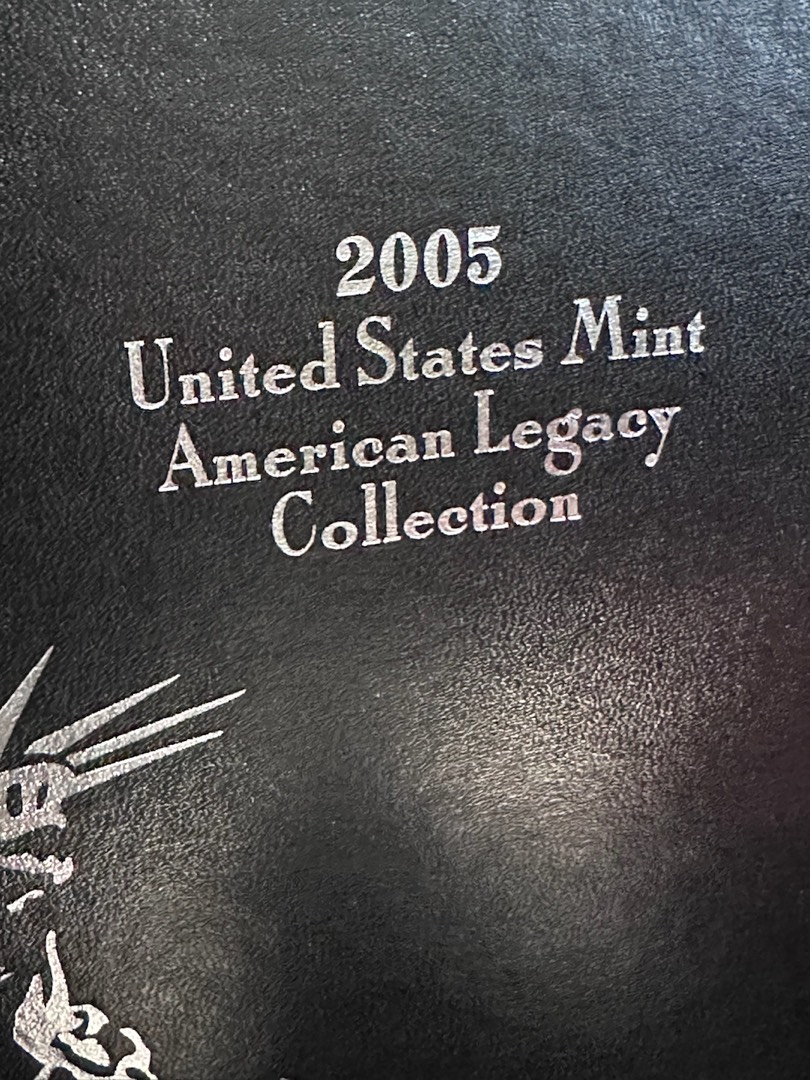 2005
United States Mint
American Legacy
Collection